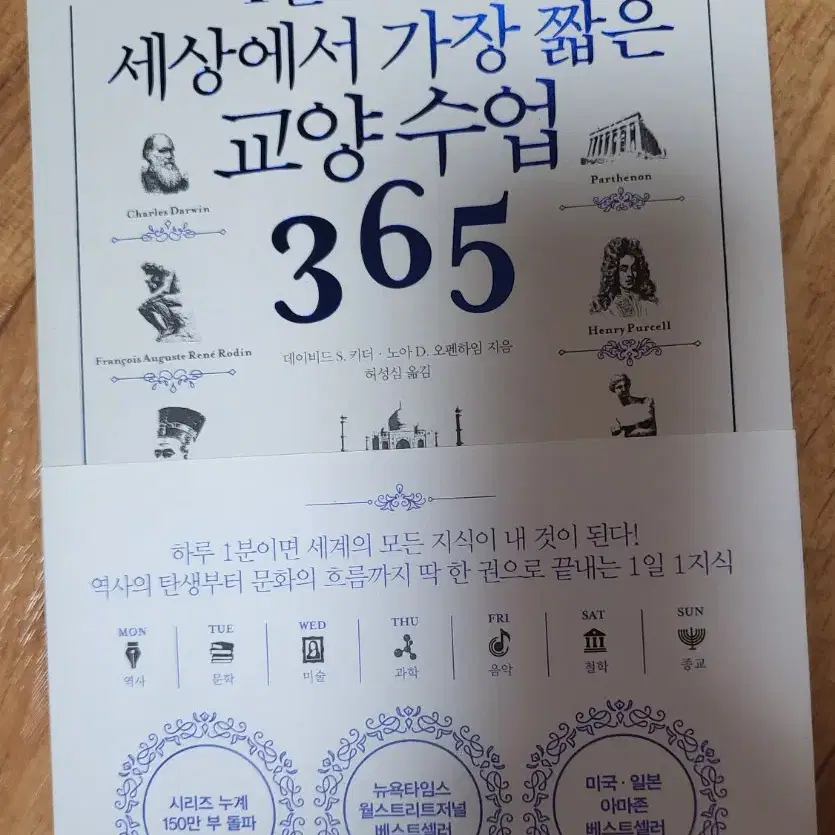 세상에서 가장 짧은
교양 수업
365
Charles Darwin
Parthenon
François Auguste René Rodin
Henry Purcell
데이비드 S. 키더 · 노아 D. 오펜하임 지음
허성심 옮김
하루 1분이면 세계의 모든 지식이 내 것이 된다!
역사의 탄생부터 문화의 흐름까지 딱 한 권으로 끝내는 1일 1지식
MON TUE WED THU FRI SAT SUN
역사 문학 미술 과학 음악 철학 종교
시리즈 누계
150만 부 돌파
뉴욕타임스
월스트리트저널
베스트셀러
미국 · 일본
아마존
베스트셀러